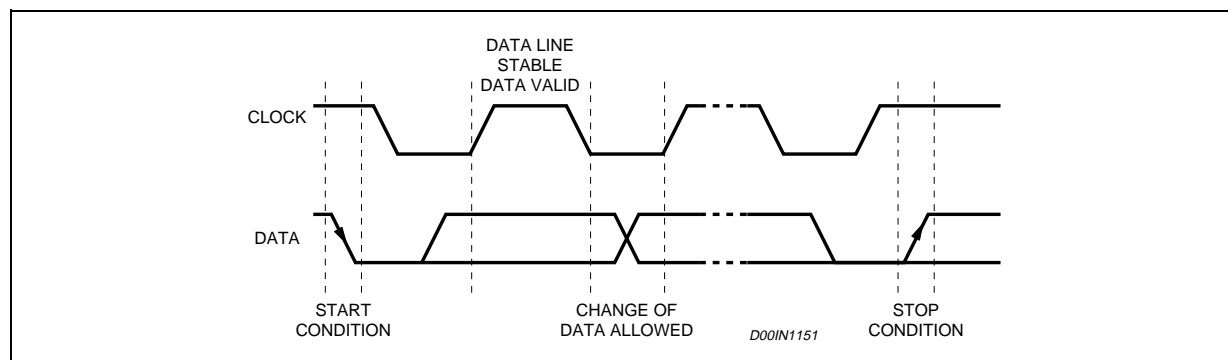 DATA LINE
STABLE
DATA VALID
CLOCK
DATA
START
CONDITION
CHANGE OF
DATA ALLOWED
D00IN1151
STOP
CONDITION